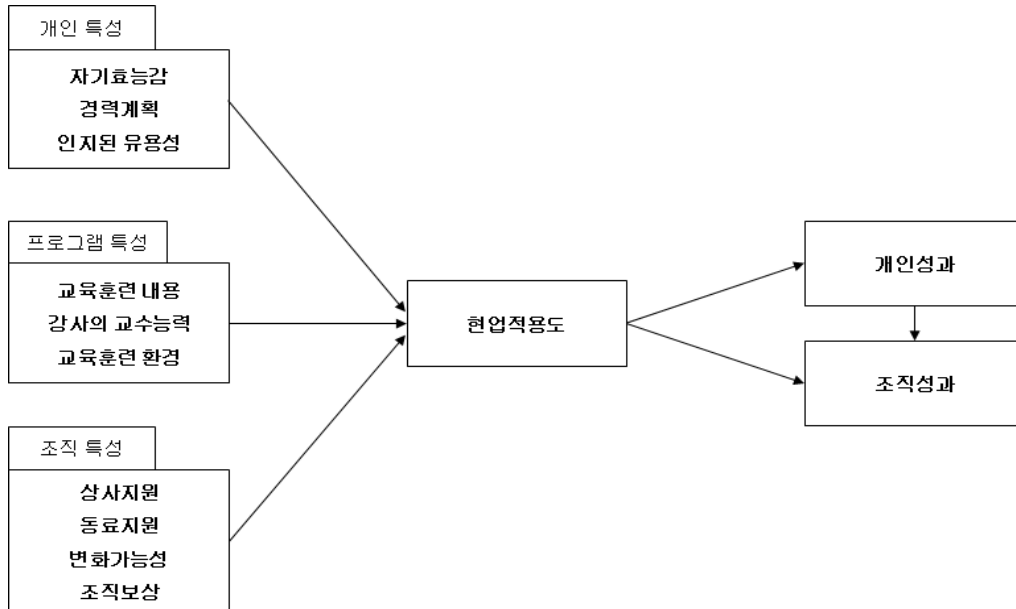 개인 특성
자기효능감
경력계획
인지된 유용성
프로그램 특성
교육훈련 내용
강사의 교수능력
교육훈련 환경
조직 특성
상사지원
동료지원
변화가능성
조직보상
현업적용도
개인성과
조직성과